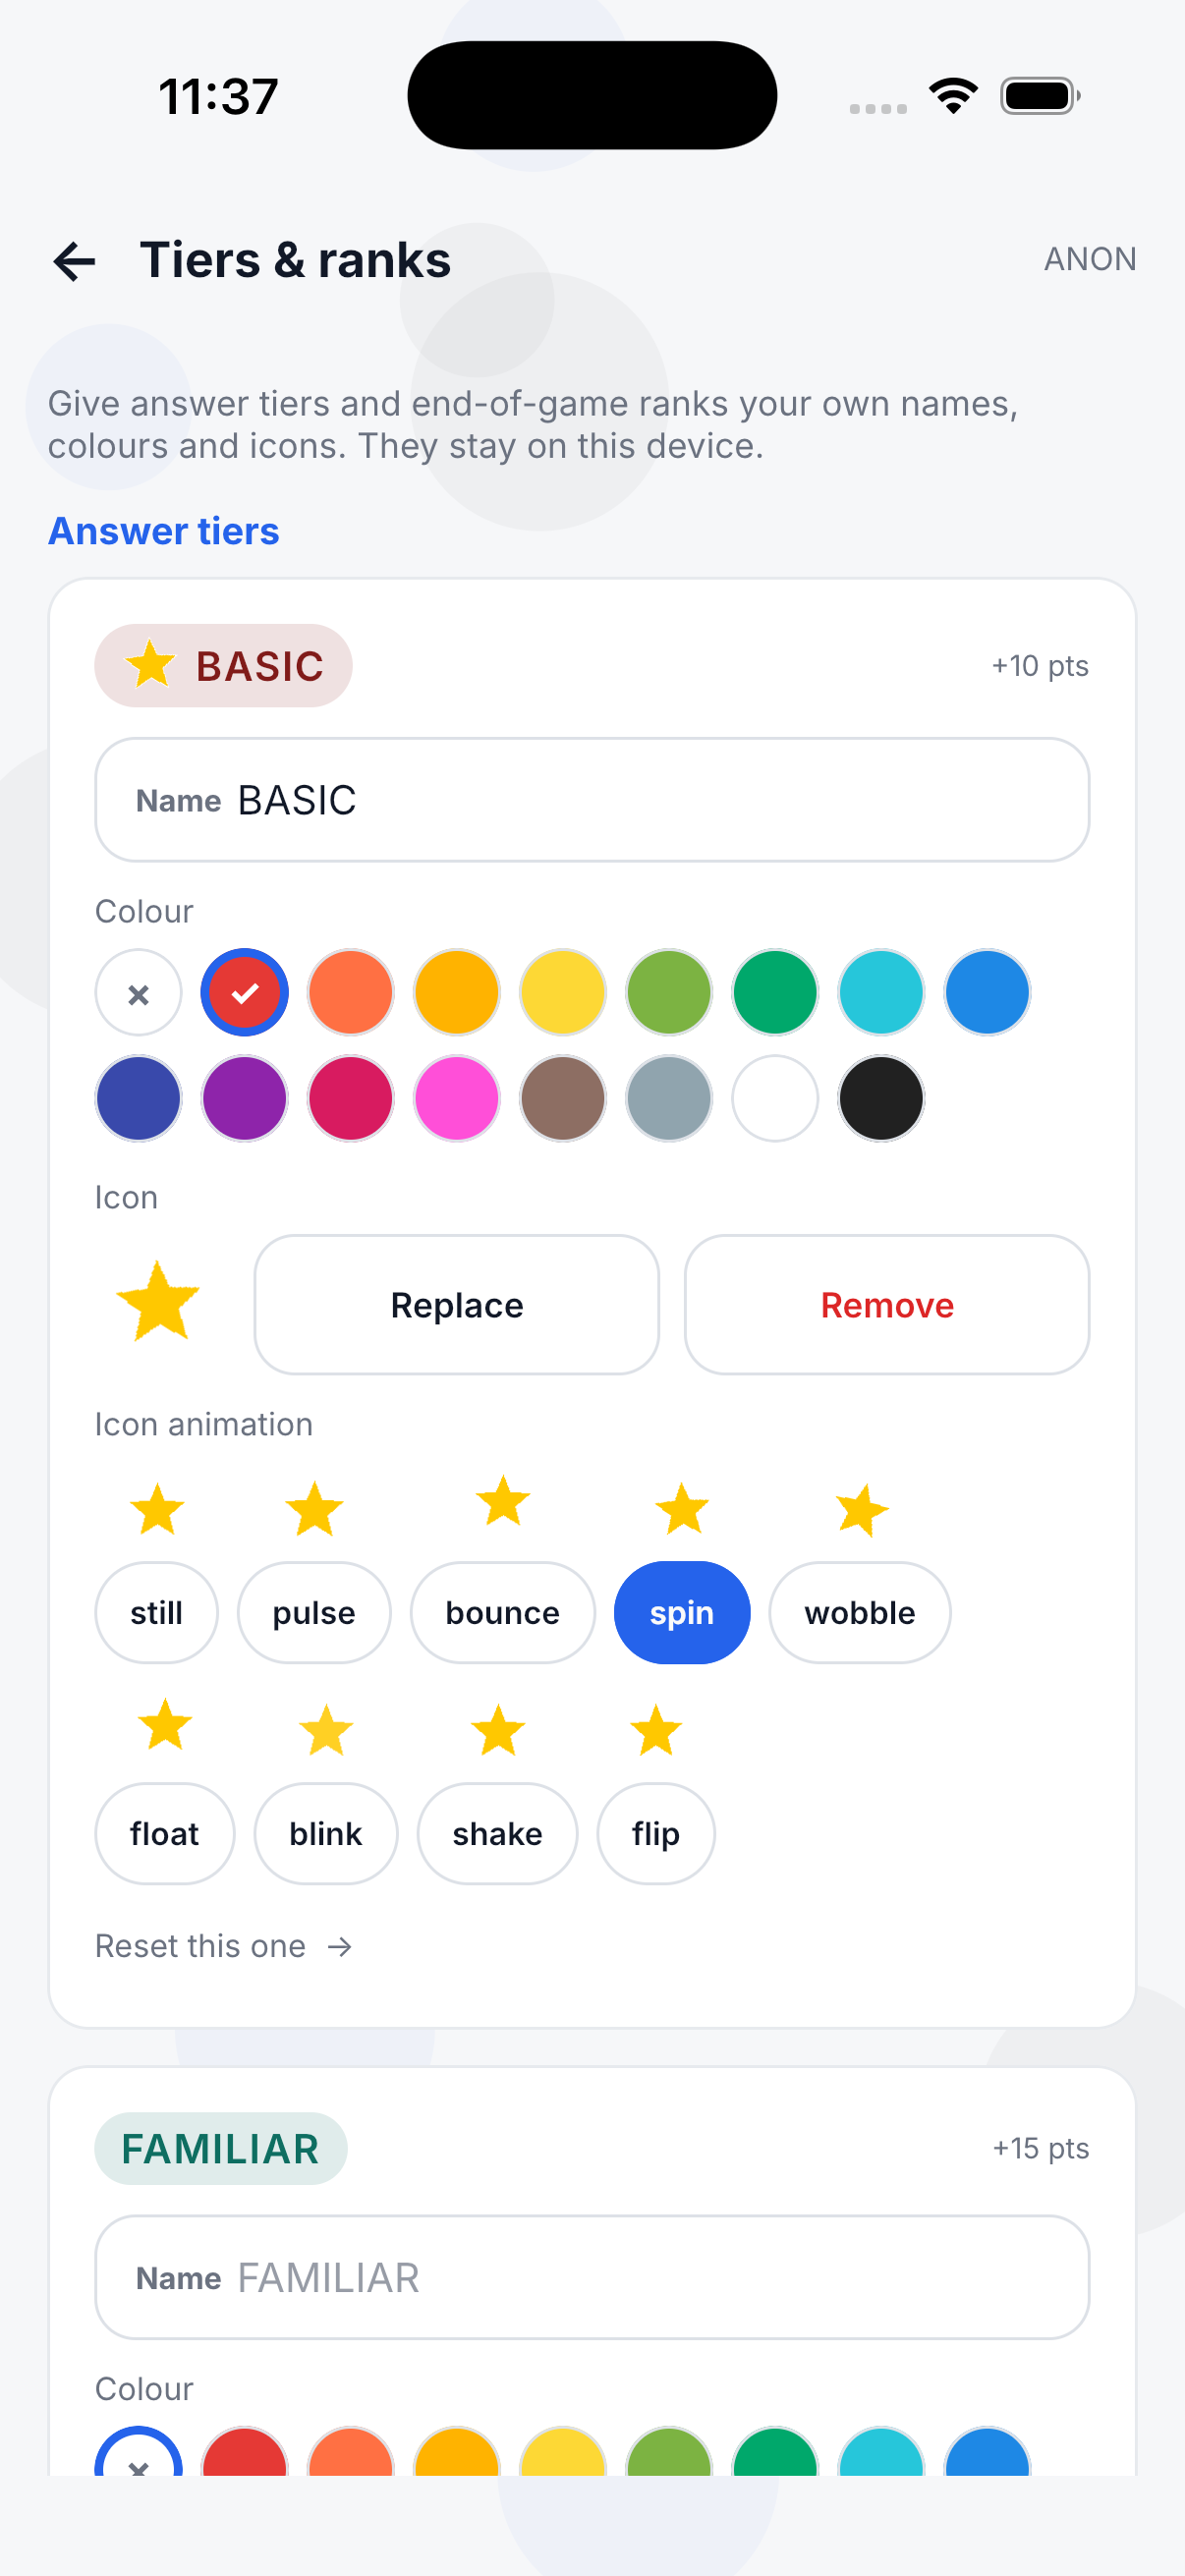 11:37
Tiers & ranks
ANON
Give answer tiers and end-of-game ranks your own names,
colours and icons. They stay on this device.
Answer tiers
BASIC
+10 pts
Name BASIC
Colour
Icon
Replace
Remove
Icon animation
still
pulse
bounce
spin
wobble
float
blink
shake
flip
Reset this one →
FAMILIAR
+15 pts
Name FAMILIAR
Colour